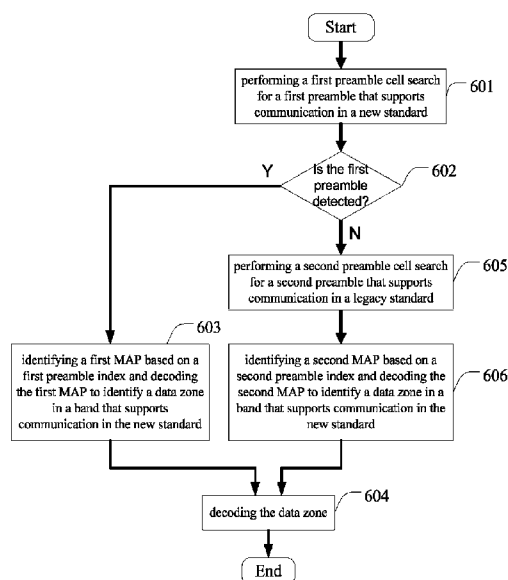 Start
performing a first preamble cell search
for a first preamble that supports
communication in a new standard
601
Is the first
preamble
detected?
602
Y
N
performing a second preamble cell search
for a second preamble that supports
communication in a legacy standard
605
603
identifying a first MAP based on a
first preamble index and decoding
the first MAP to identify a data zone
in a band that supports
communication in the new standard
identifying a second MAP based on a
second preamble index and decoding the
second MAP to identify a data zone in a
band that supports communication in the
new standard
606
decoding the data zone
604
End